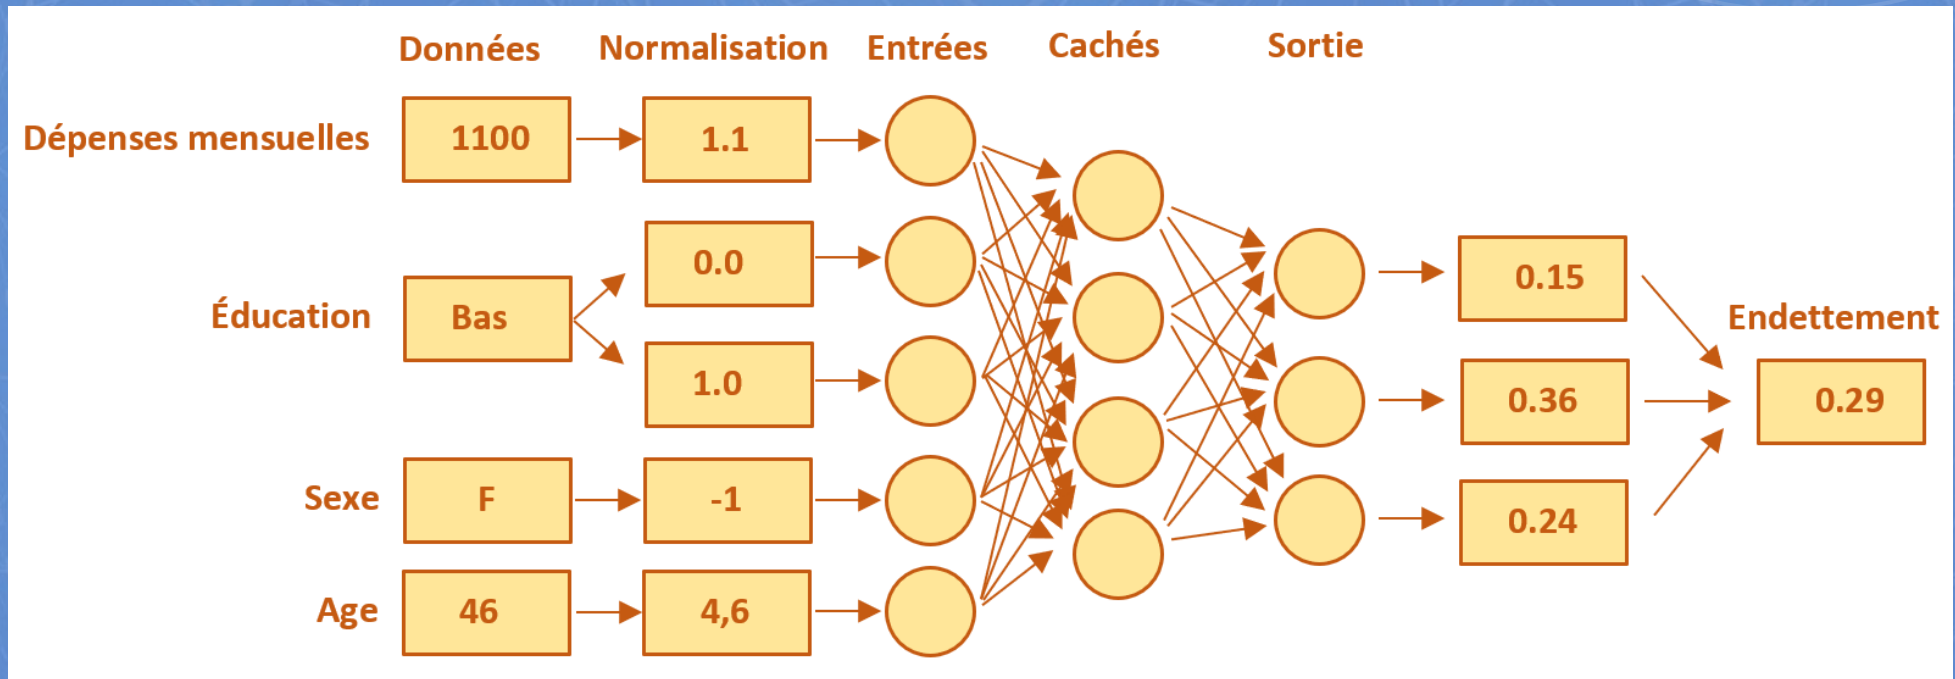 Données Normalisation Entrées Cachés Sortie
Dépenses mensuelles 1100 1.1
0.0
Éducation Bas
1.0
Sexe F -1
Age 46 4,6
0.15
Endettement
0.36 0.29
0.24